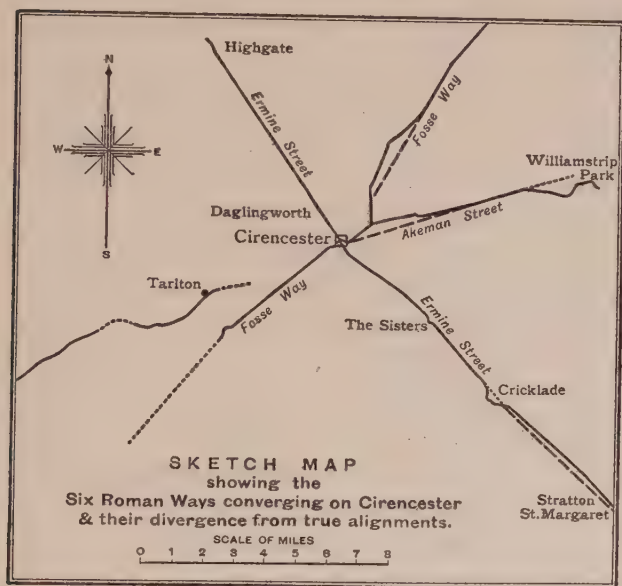 Highgate
N
W
E
S
Ermine Street
Fosse Way
Williamstrip
Park
Daglingworth
Cirencester
Akeman Street
Tarlton
Fosse Way
The Sisters
Ermine Street
Cricklade
Stratton
St. Margaret
SKETCH MAP
showing the
Six Roman Ways converging on Cirencester
& their divergence from true alignments.
SCALE OF MILES
0 1 2 3 4 5 6 7 8